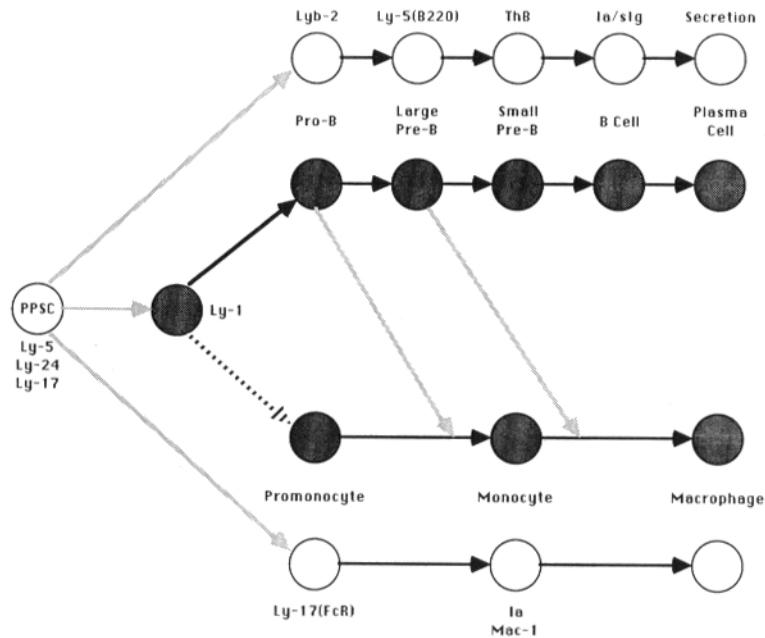 Lyb-2 Ly-5(B220) ThB Ia/sIg Secretion
Pro-B Large Pre-B Small Pre-B B Cell Plasma Cell
PPSC
Ly-1
Ly-5
Ly-24
Ly-17
Promonocyte Monocyte Macrophage
Ly-17(FcR) Ia
Mac-1